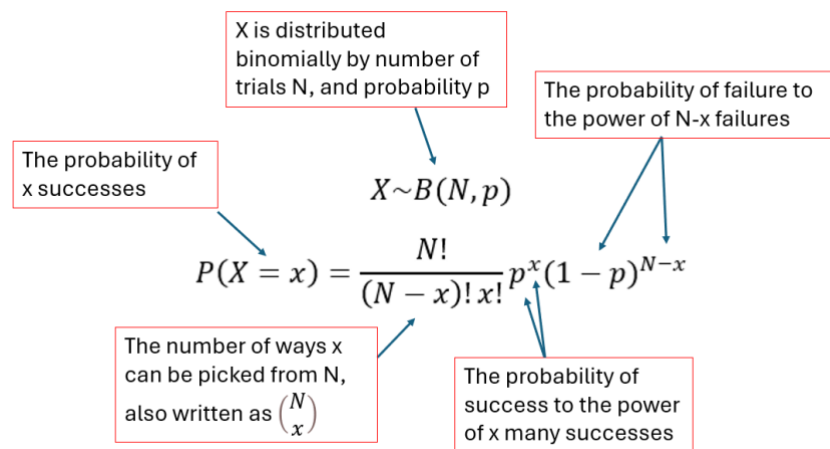 X is distributed
binomially by number of
trials N, and probability p
The probability of failure to
the power of N-x failures
The probability of
x successes
X~B(N,p)
P(X = x) = N!/((N − x)! x!) p^x (1 − p)^(N−x)
The number of ways x
can be picked from N,
also written as (N x)
The probability of
success to the power
of x many successes